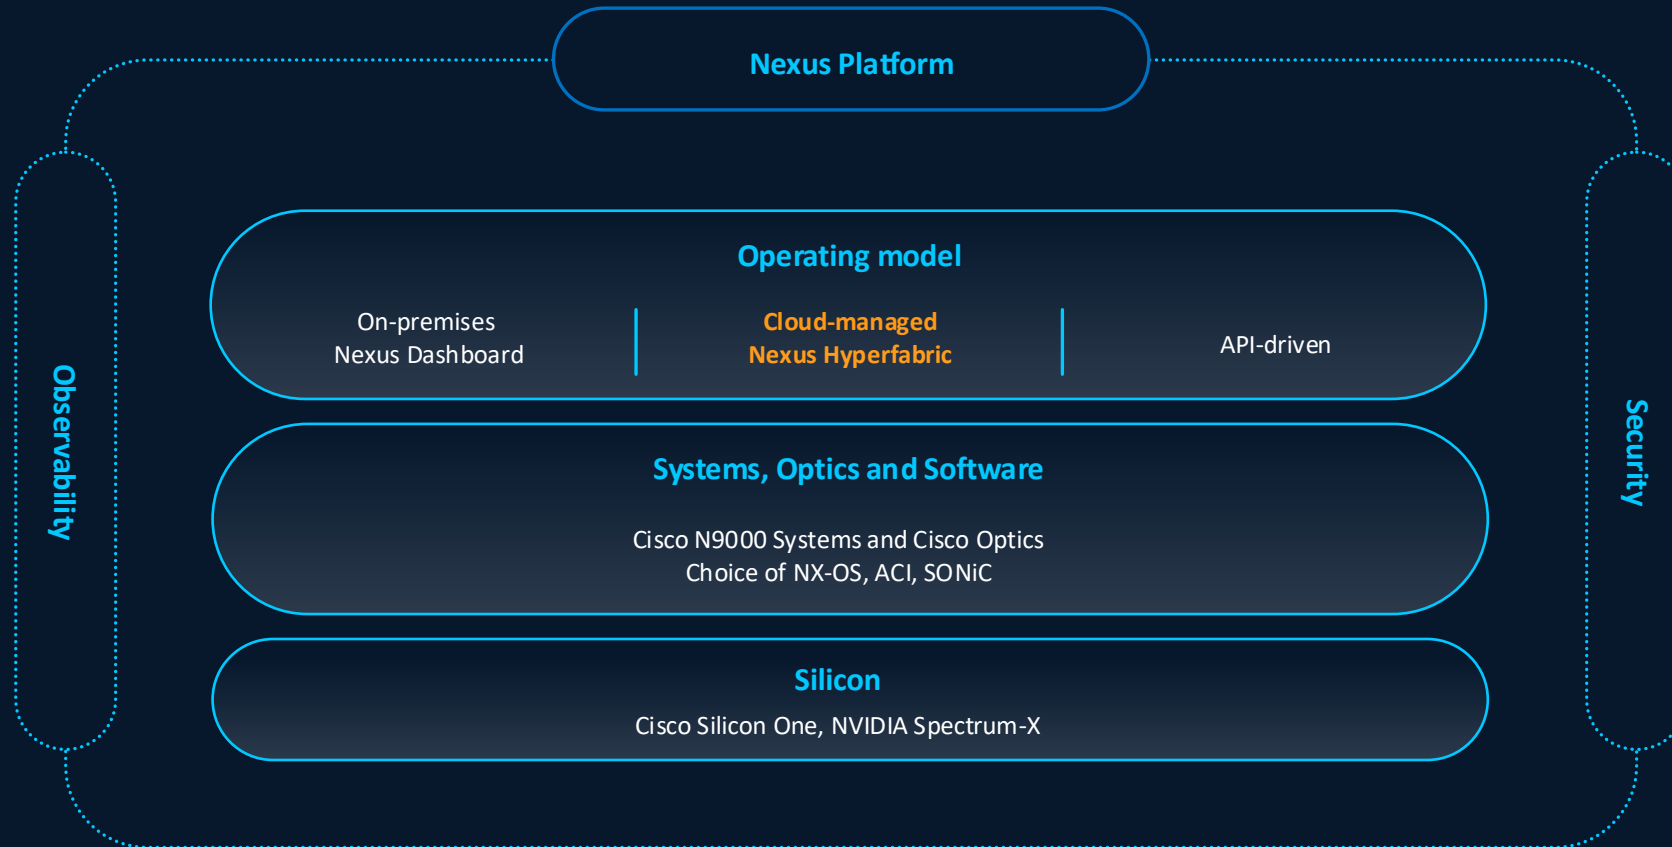 Nexus Platform
Observability
Operating model
On-premises
Nexus Dashboard
Cloud-managed
Nexus Hyperfabric
API-driven
Systems, Optics and Software
Cisco N9000 Systems and Cisco Optics
Choice of NX-OS, ACI, SONiC
Silicon
Cisco Silicon One, NVIDIA Spectrum-X
Security